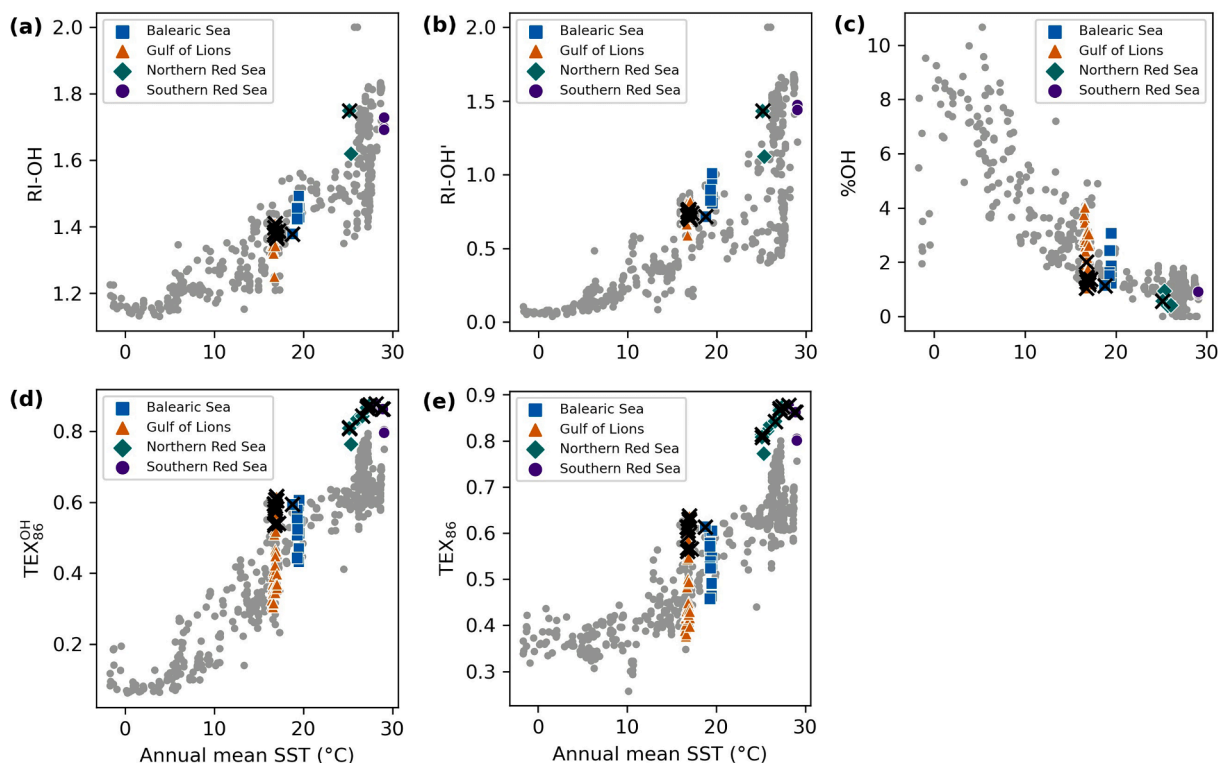 (a)
RI-OH
2.0
1.8
1.6
1.4
1.2
0 10 20 30
Balearic Sea
Gulf of Lions
Northern Red Sea
Southern Red Sea
(b)
RI-OH'
2.0
1.5
1.0
0.5
0.0
0 10 20 30
Balearic Sea
Gulf of Lions
Northern Red Sea
Southern Red Sea
(c)
%OH
10
8
6
4
2
0
0 10 20 30
Balearic Sea
Gulf of Lions
Northern Red Sea
Southern Red Sea
(d)
TEX₈₆ᴼᴴ
0.8
0.6
0.4
0.2
0 10 20 30
Annual mean SST (°C)
Balearic Sea
Gulf of Lions
Northern Red Sea
Southern Red Sea
(e)
TEX₈₆
0.9
0.8
0.7
0.6
0.5
0.4
0.3
0 10 20 30
Annual mean SST (°C)
Balearic Sea
Gulf of Lions
Northern Red Sea
Southern Red Sea